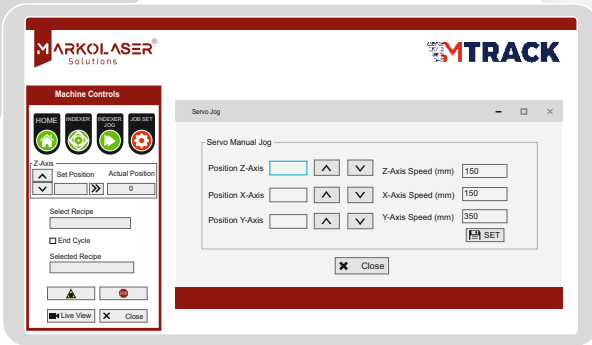 MARKOLASER®
Solutions
MTRACK
Machine Controls
HOME
INDEXER
INDEXER
JOG
JOB SET
Z-Axis
Set Position
Actual Position
0
Select Recipe
End Cycle
Selected Recipe
STOP
Live View
Close
Servo Jog
Servo Manual Jog
Position Z-Axis
Z-Axis Speed (mm)
150
Position X-Axis
X-Axis Speed (mm)
150
Position Y-Axis
Y-Axis Speed (mm)
350
SET
Close